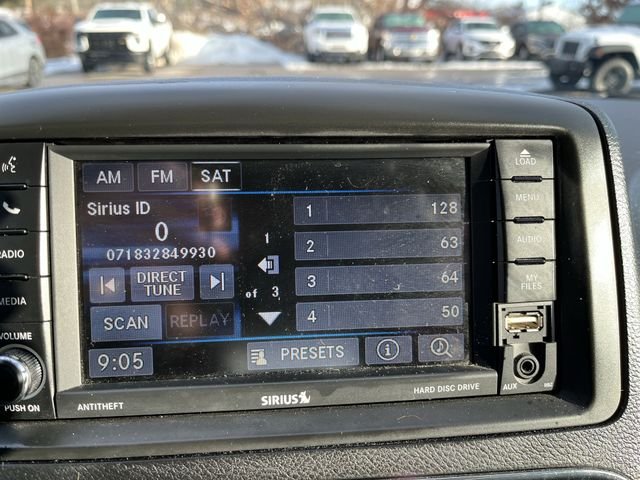 AM FM SAT
Sirius ID
0
071832849930
DIRECT
TUNE
SCAN REPLAY
9:05
1
of 3
1 128
2 63
3 64
4 50
PRESETS
RADIO
MEDIA
VOLUME
PUSH ON
LOAD
MENU
AUDIO
MY
FILES
AUX
ANTITHEFT SIRIUS HARD DISC DRIVE